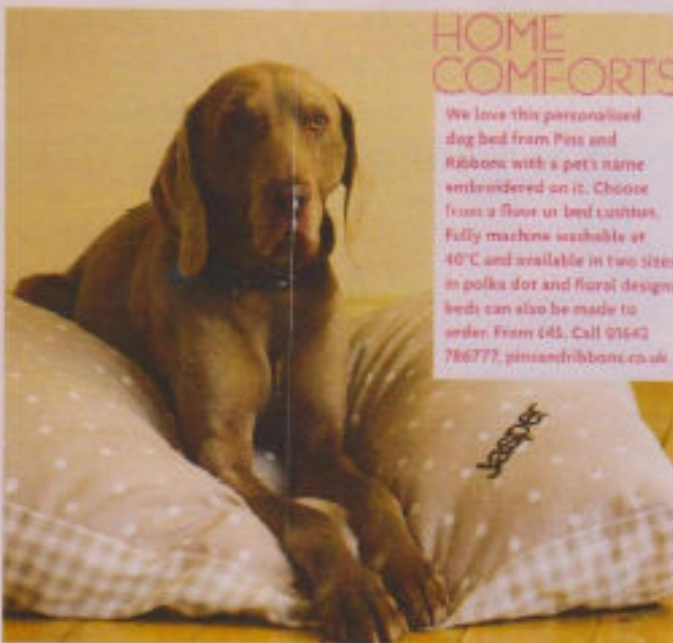 HOME
COMFORTS
We love this personalised
dog bed from Pins and
Ribbons with a pet's name
embroidered on it. Choose
from a floor or bed cushion.
Fully machine washable at
40°C and available in two sizes
in polka dot and floral design
beds can also be made to
order. From £45. Call 01642
786777, pinsandribbons.co.uk
Jasper